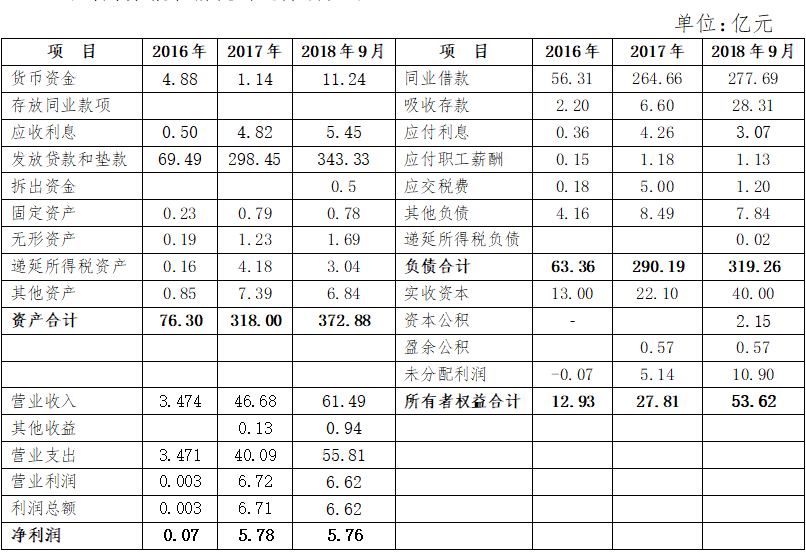 单位:亿元
项 目 2016年 2017年 2018年9月 项 目 2016年 2017年 2018年9月
货币资金 4.88 1.14 11.24 同业借款 56.31 264.66 277.69
存放同业款项 吸收存款 2.20 6.60 28.31
应收利息 0.50 4.82 5.45 应付利息 0.36 4.26 3.07
发放贷款和垫款 69.49 298.45 343.33 应付职工薪酬 0.15 1.18 1.13
拆出资金 0.5 应交税费 0.18 5.00 1.20
固定资产 0.23 0.79 0.78 其他负债 4.16 8.49 7.84
无形资产 0.19 1.23 1.69 递延所得税负债 0.02
递延所得税资产 0.16 4.18 3.04 负债合计 63.36 290.19 319.26
其他资产 0.85 7.39 6.84 实收资本 13.00 22.10 40.00
资产合计 76.30 318.00 372.88 资本公积 - 2.15
盈余公积 0.57 0.57
未分配利润 -0.07 5.14 10.90
营业收入 3.474 46.68 61.49 所有者权益合计 12.93 27.81 53.62
其他收益 0.13 0.94
营业支出 3.471 40.09 55.81
营业利润 0.003 6.72 6.62
利润总额 0.003 6.71 6.62
净利润 0.07 5.78 5.76